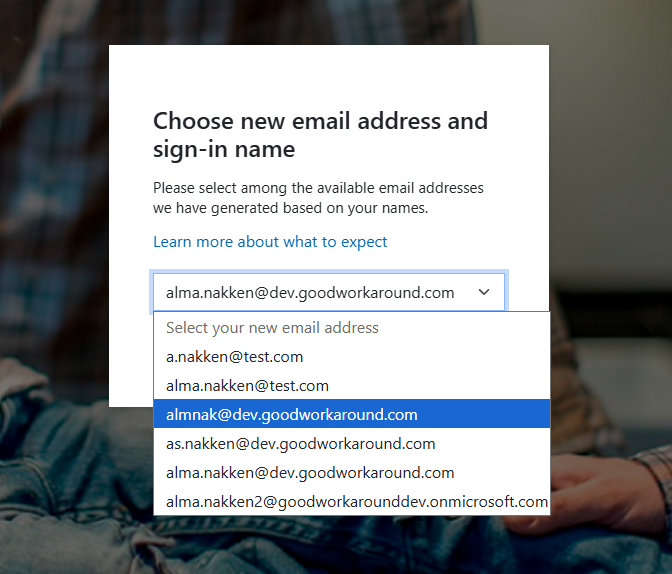 Choose new email address and
sign-in name
Please select among the available email addresses
we have generated based on your names.
Learn more about what to expect
alma.nakken@dev.goodworkaround.com
Select your new email address
a.nakken@test.com
alma.nakken@test.com
almnak@dev.goodworkaround.com
as.nakken@dev.goodworkaround.com
alma.nakken@dev.goodworkaround.com
alma.nakken2@goodworkarounddev.onmicrosoft.com